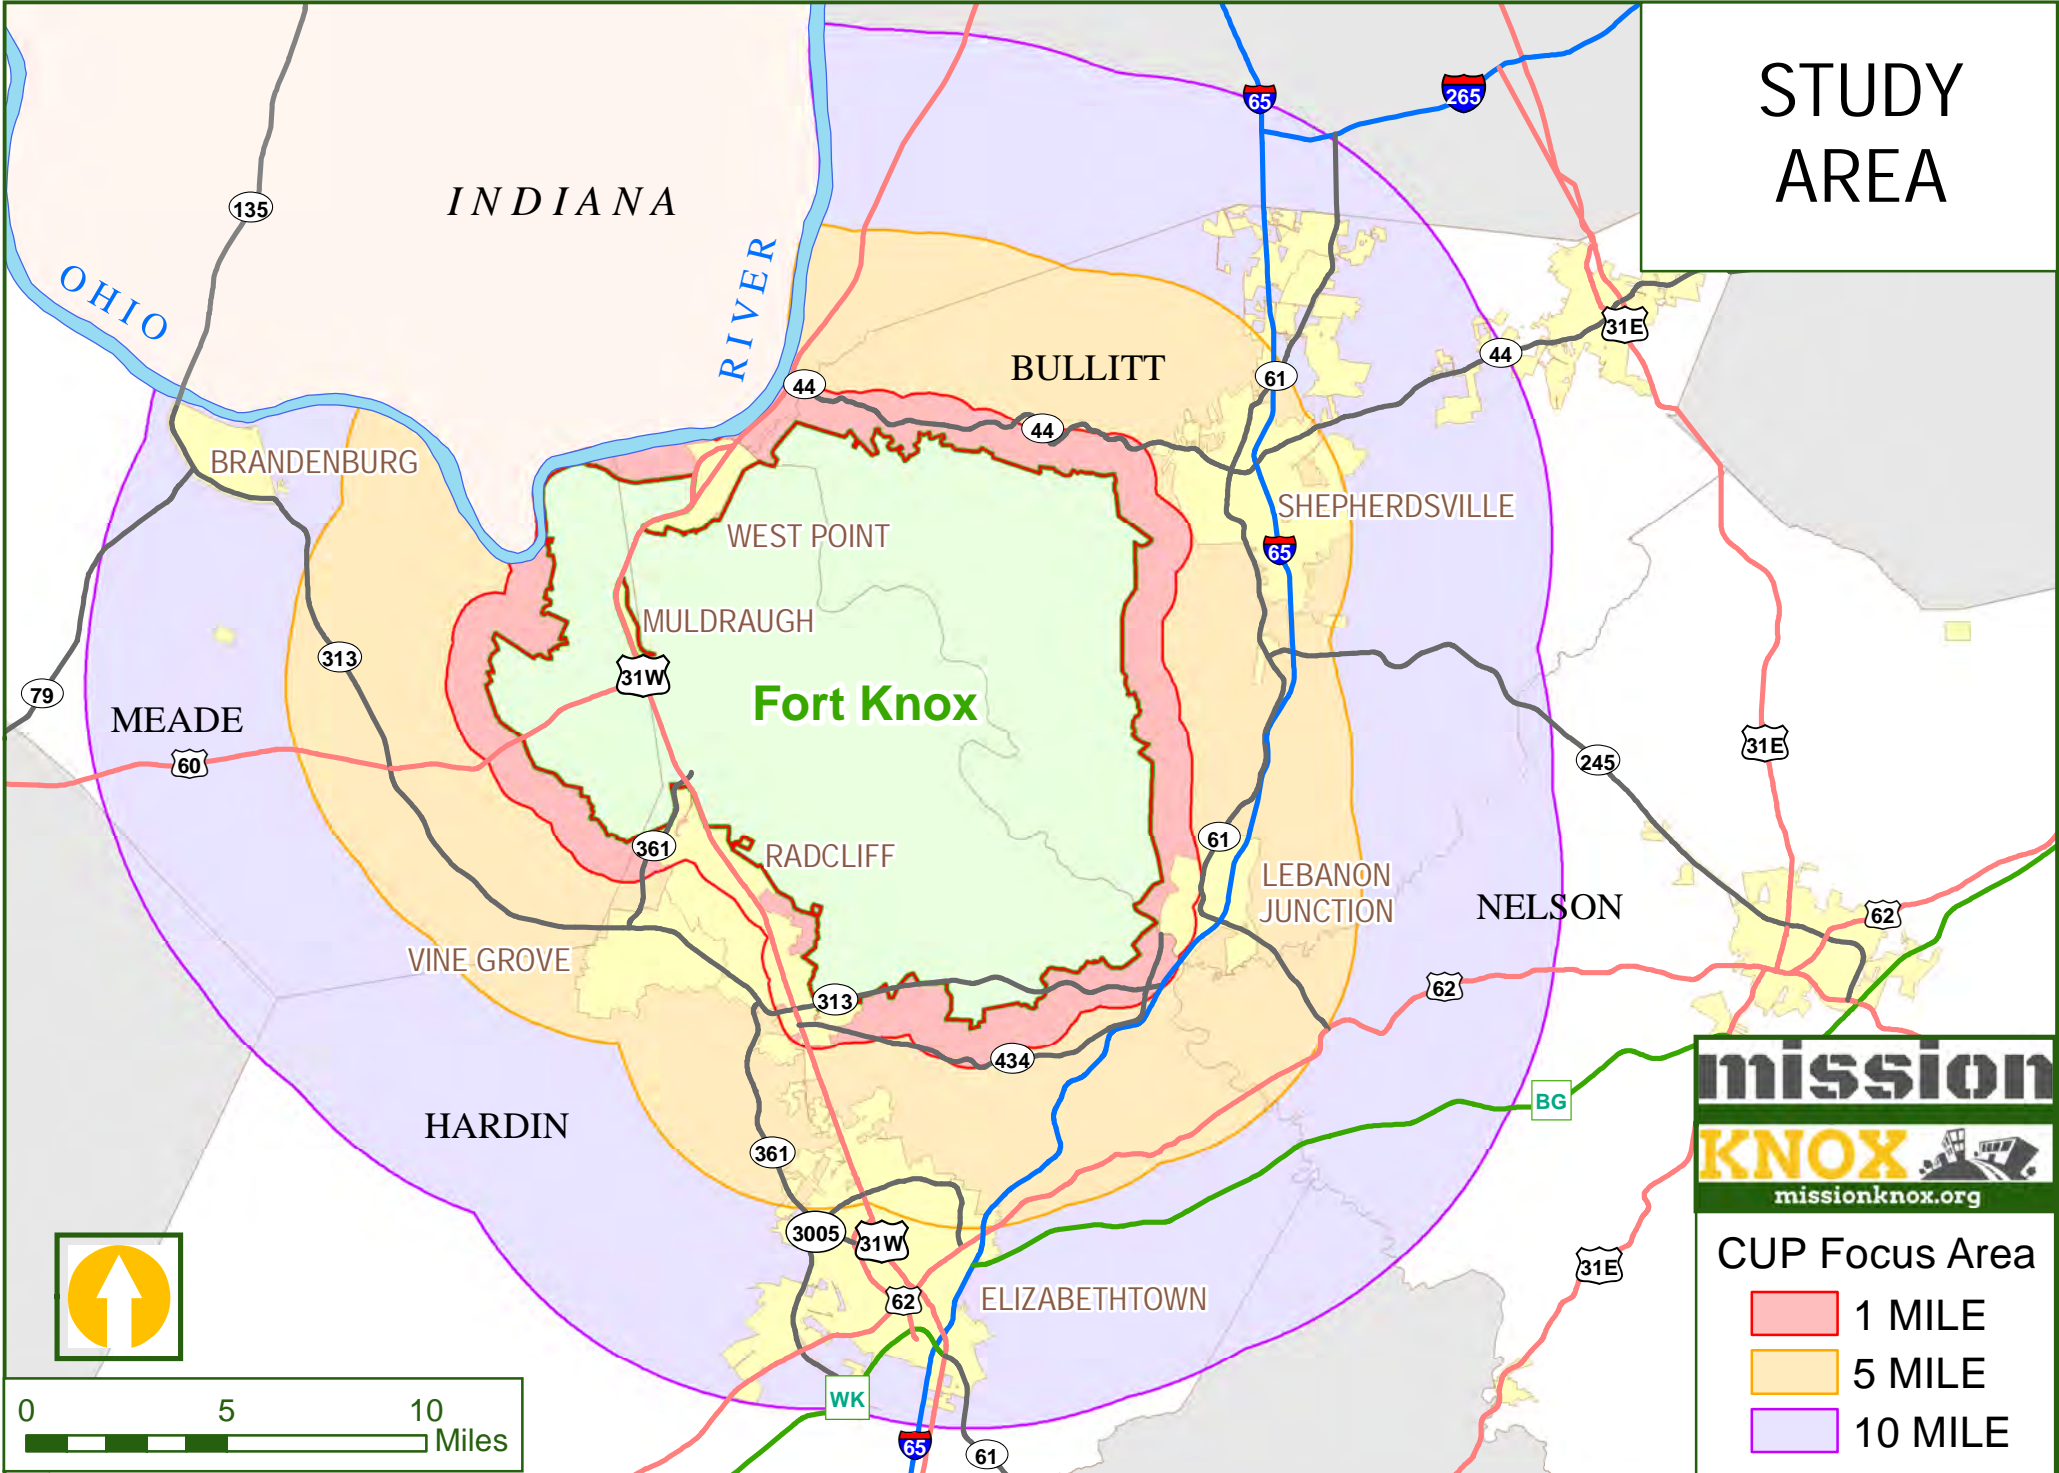 STUDY
AREA
65
265
135
INDIANA
OHIO
RIVER
31E
44
61
44
BULLITT
44
BRANDENBURG
SHEPHERDSVILLE
WEST POINT
65
MULDRAUGH
313
31W
79
Fort Knox
MEADE
60
31E
245
361
61
RADCLIFF
LEBANON
JUNCTION
NELSON
62
VINE GROVE
62
313
434
mission
KNOX
missionknox.org
BG
HARDIN
361
3005
31W
31E
62
ELIZABETHTOWN
CUP Focus Area
1 MILE
5 MILE
10 MILE
WK
65
61
0 5 10
Miles